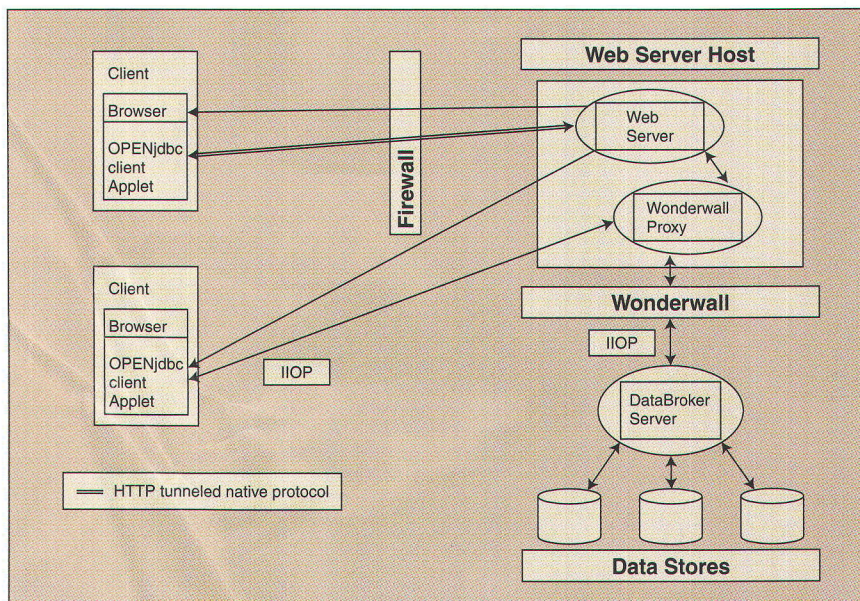 Web Server Host
Client
Browser
OPENjdbc
client
Applet
Firewall
Web
Server
Wonderwall
Proxy
Client
Browser
OPENjdbc
client
Applet
IIOP
Wonderwall
IIOP
DataBroker
Server
HTTP tunneled native protocol
Data Stores